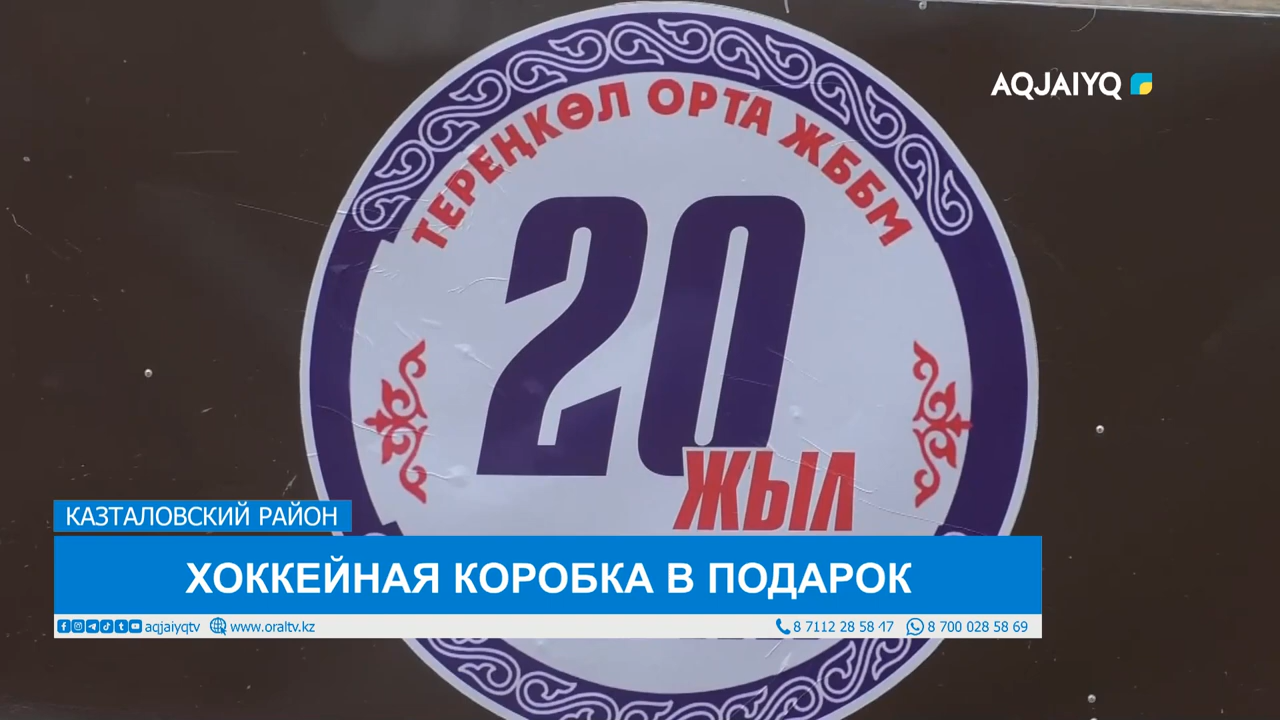 AQJAIYQ
ТЕРЕҢКӨЛ ОРТА ЖББМ
20
ЖЫЛ
КАЗТАЛОВСКИЙ РАЙОН
ХОККЕЙНАЯ КОРОБКА В ПОДАРОК
aqjaiyqtv www.oraltv.kz 8 7112 28 58 47 8 700 028 58 69